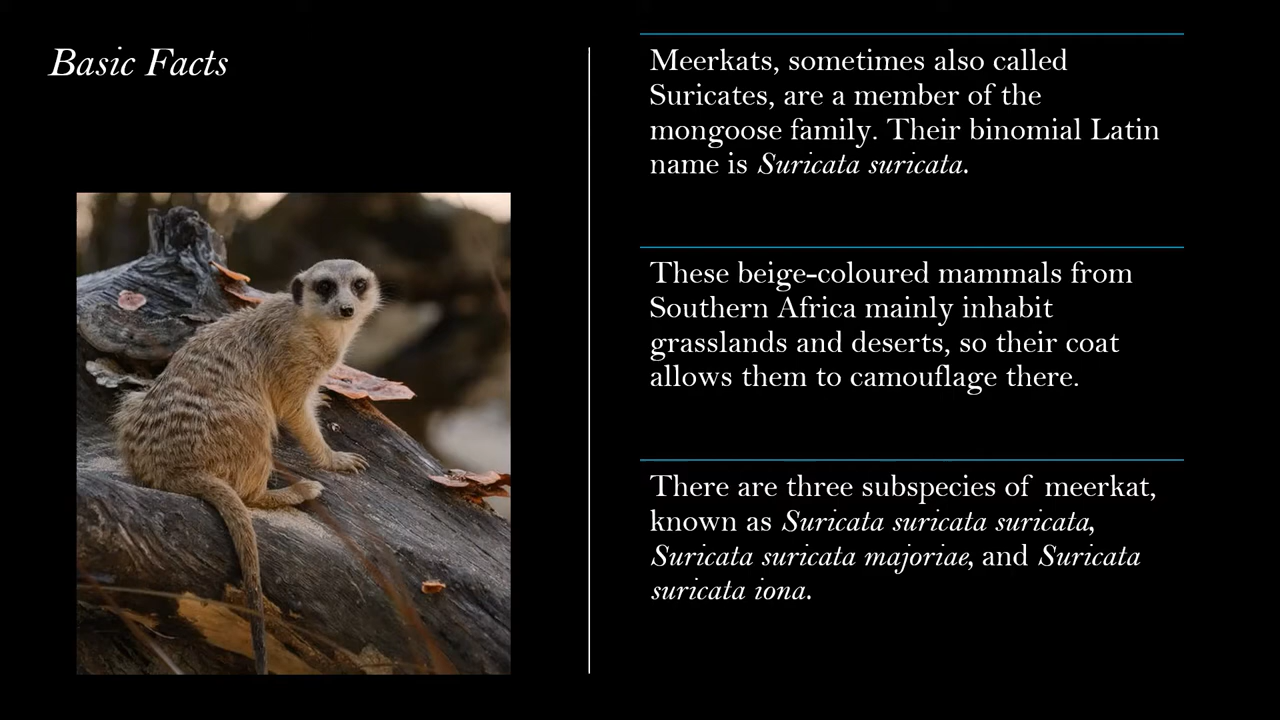 Basic Facts
Meerkats, sometimes also called
Suricates, are a member of the
mongoose family. Their binomial Latin
name is Suricata suricata.
These beige-coloured mammals from
Southern Africa mainly inhabit
grasslands and deserts, so their coat
allows them to camouflage there.
There are three subspecies of meerkat,
known as Suricata suricata suricata,
Suricata suricata majoriae, and Suricata
suricata iona.